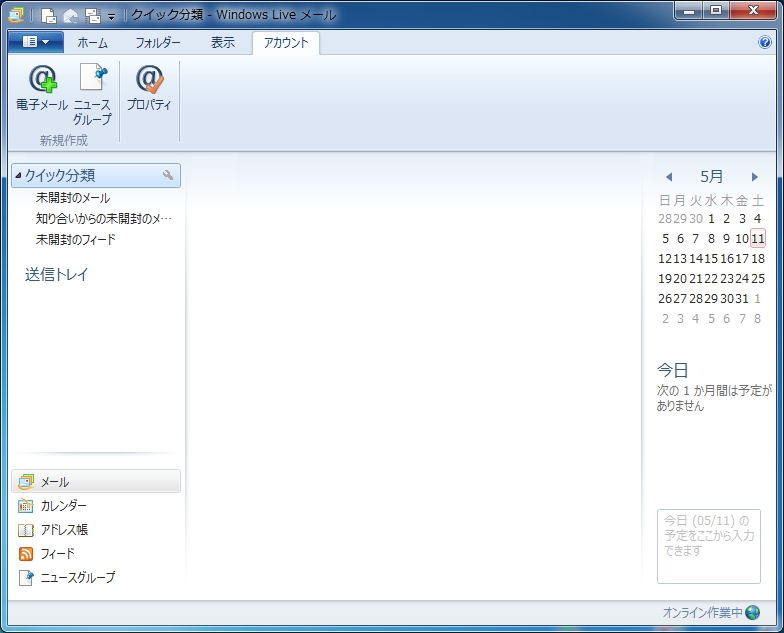 クイック分類 - Windows Live メール
ホーム フォルダー 表示 アカウント
電子メール ニュース グループ プロパティ
新規作成
クイック分類
未開封のメール
知り合いからの未開封のメ…
未開封のフィード
送信トレイ
メール
カレンダー
アドレス帳
フィード
ニュースグループ
5月
日 月 火 水 木 金 土
28 29 30 1 2 3 4
5 6 7 8 9 10 11
12 13 14 15 16 17 18
19 20 21 22 23 24 25
26 27 28 29 30 31 1
2 3 4 5 6 7 8
今日
次の 1 か月間は予定が
ありません
今日 (05/11) の
予定をここから入力
できます
オンライン作業中